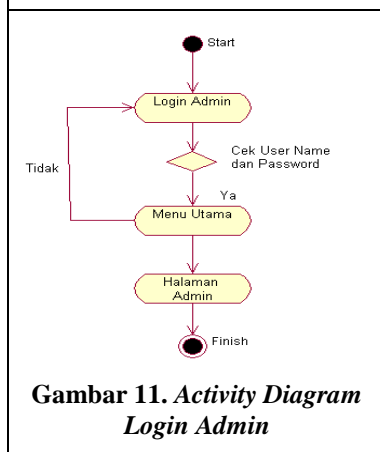 Start
Login Admin
Cek User Name
dan Password
Tidak
Ya
Menu Utama
Halaman
Admin
Finish
Gambar 11. Activity Diagram
Login Admin